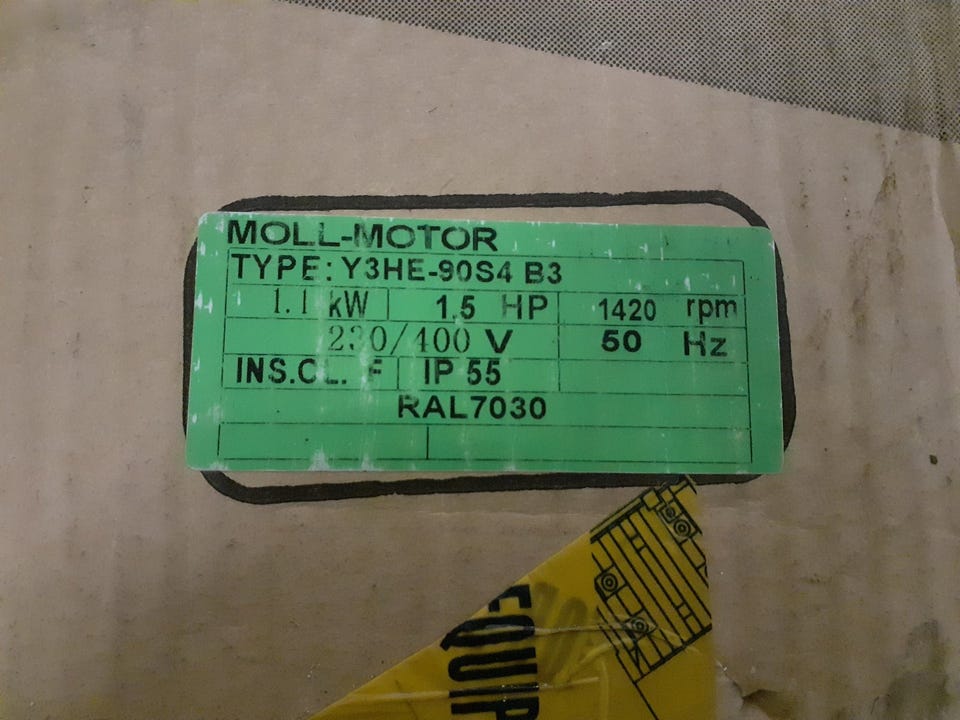 MOLL-MOTOR
TYPE: Y3HE-90S4 B3
1.1 kW 1.5 HP 1420 rpm
230/400 V 50 Hz
INS.CL. F IP 55
RAL7030
EQUIP